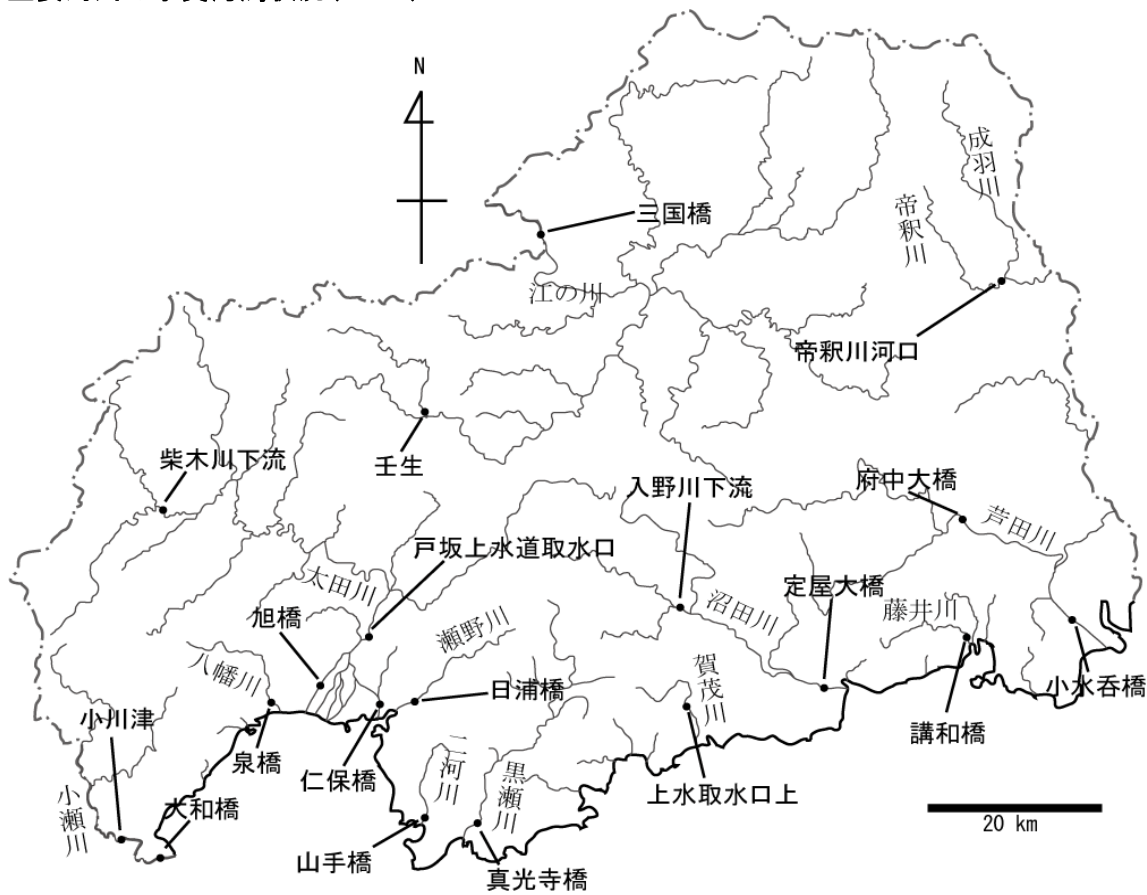 N
成羽川
帝釈川
三国橋
江の川
帝釈川河口
柴木川下流
壬生
入野川下流
府中大橋
芦田川
戸坂上水道取水口
太田川
旭橋
瀬野川
沼田川
定屋大橋
藤井川
八幡川
日浦橋
賀茂川
小水呑橋
小川津
泉橋
仁保橋
講和橋
二河川
黒瀬川
上水取水口上
小瀬川
大和橋
山手橋
真光寺橋
20 km